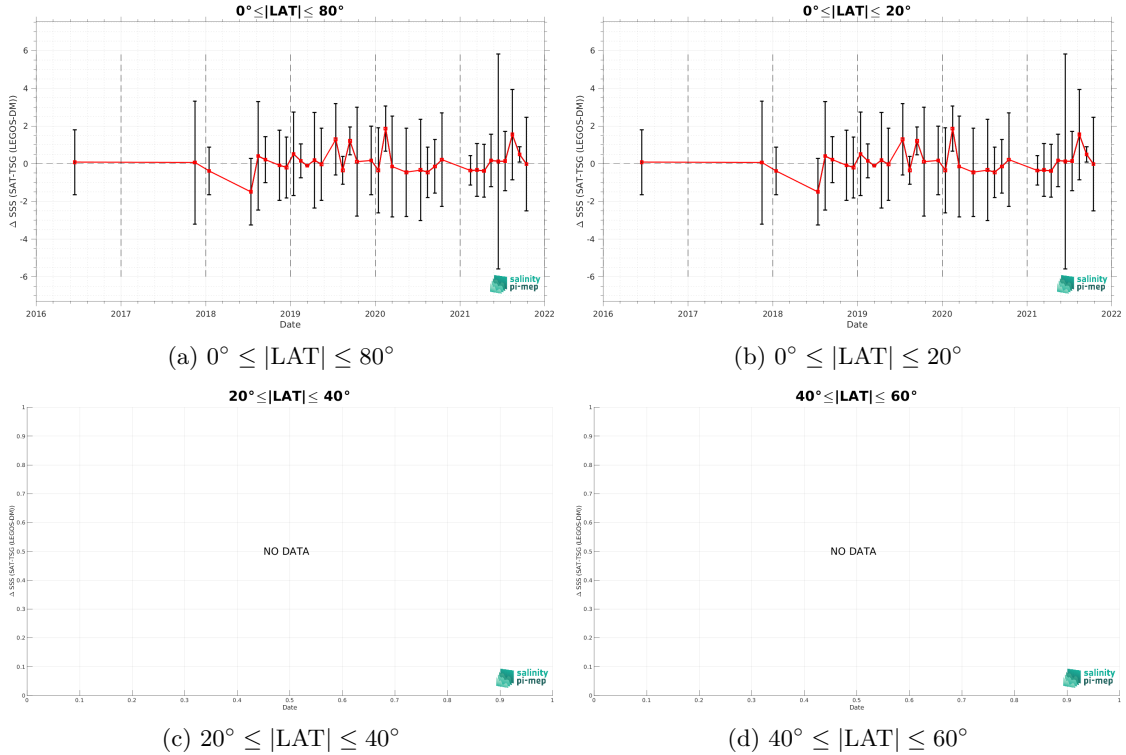 0°≤|LAT|≤ 80°
Δ SSS (SAT-TSG (LEGOS-DM))
6
4
2
0
-2
-4
-6
2016 2017 2018 2019 2020 2021 2022
Date
salinity
pi-mep
(a) 0° ≤ |LAT| ≤ 80°
0°≤|LAT|≤ 20°
Δ SSS (SAT-TSG (LEGOS-DM))
6
4
2
0
-2
-4
-6
2016 2017 2018 2019 2020 2021 2022
Date
salinity
pi-mep
(b) 0° ≤ |LAT| ≤ 20°
20°≤|LAT|≤ 40°
Δ SSS (SAT-TSG (LEGOS-DM))
1
0.9
0.8
0.7
0.6
0.5
0.4
0.3
0.2
0.1
0
NO DATA
0 0.1 0.2 0.3 0.4 0.5 0.6 0.7 0.8 0.9 1
Date
salinity
pi-mep
(c) 20° ≤ |LAT| ≤ 40°
40°≤|LAT|≤ 60°
Δ SSS (SAT-TSG (LEGOS-DM))
1
0.9
0.8
0.7
0.6
0.5
0.4
0.3
0.2
0.1
0
NO DATA
0 0.1 0.2 0.3 0.4 0.5 0.6 0.7 0.8 0.9 1
Date
salinity
pi-mep
(d) 40° ≤ |LAT| ≤ 60°